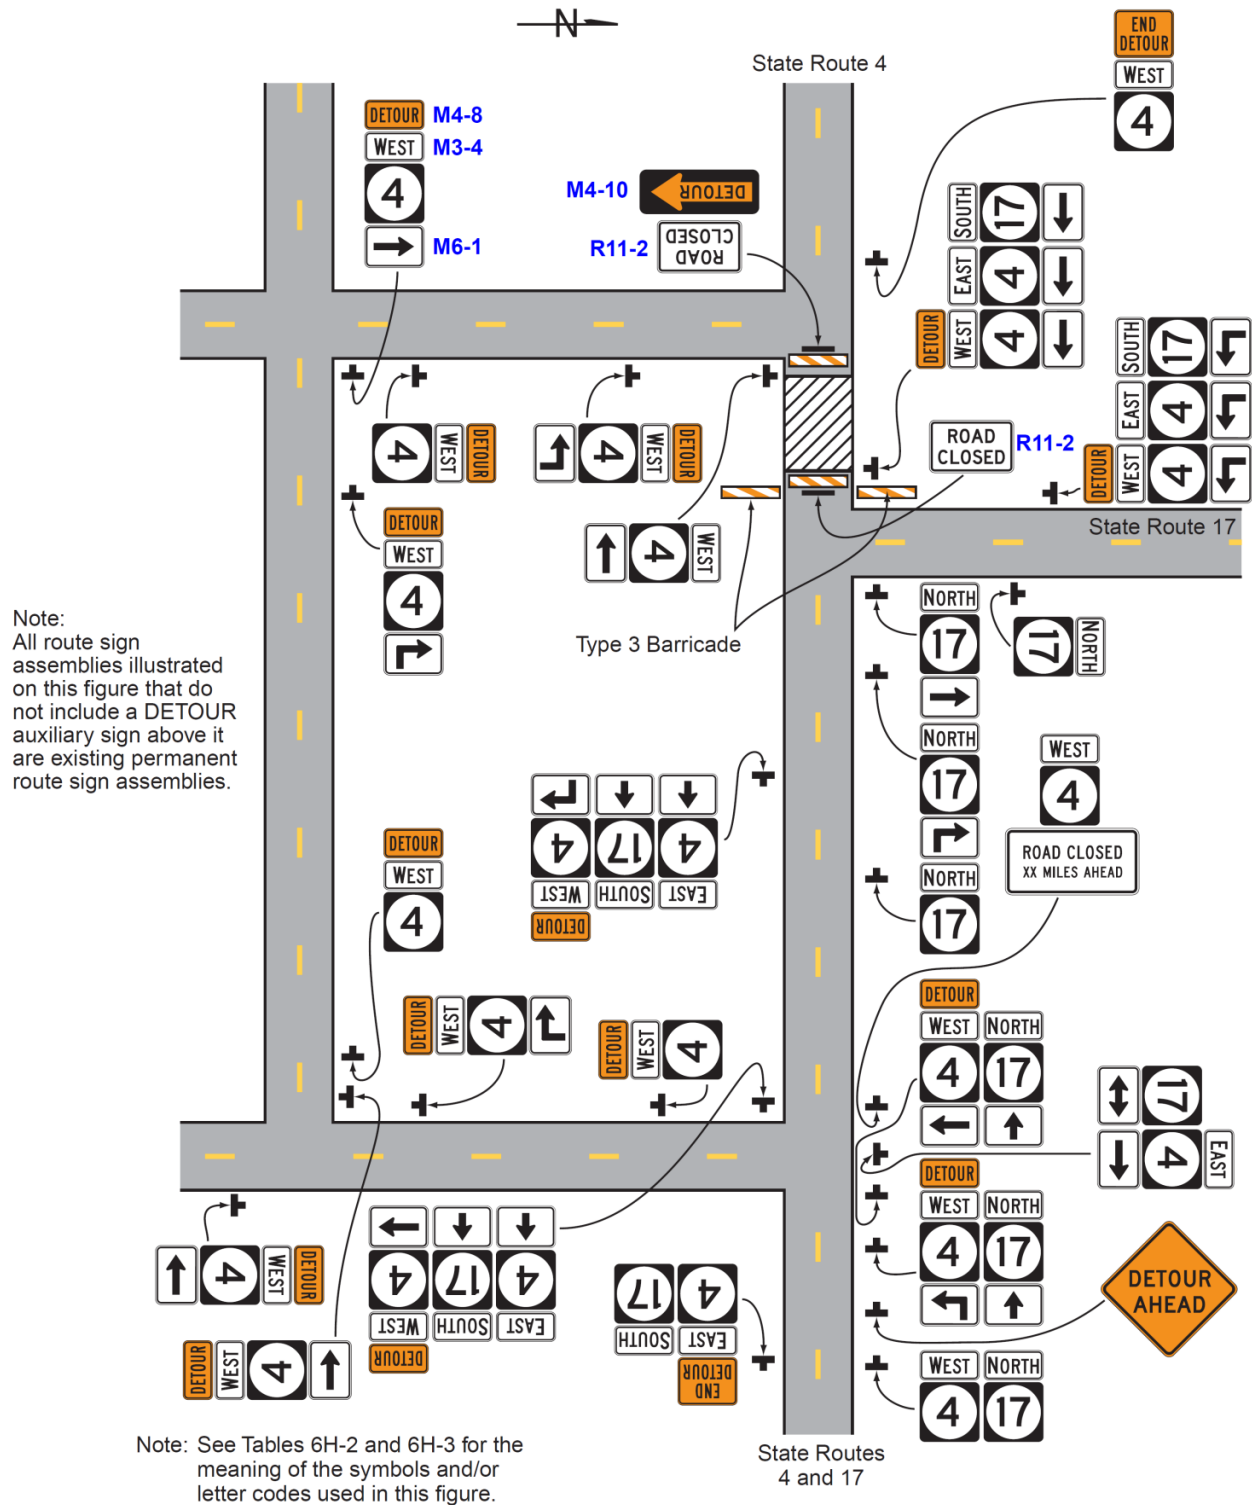 N
State Route 4
END
DETOUR
WEST
4
DETOUR M4-8
WEST M3-4
4
M6-1
M4-10 DETOUR
R11-2 ROAD
CLOSED
SOUTH 17
EAST 4
DETOUR WEST 4
SOUTH 17
EAST 4
DETOUR WEST 4
ROAD
CLOSED R11-2
State Route 17
4 WEST DETOUR
4 WEST DETOUR
4 WEST
DETOUR
WEST
4
Type 3 Barricade
NORTH
17
17 NORTH
NORTH
17
NORTH
17
Note:
All route sign
assemblies illustrated
on this figure that do
not include a DETOUR
auxiliary sign above it
are existing permanent
route sign assemblies.
WEST
4
ROAD CLOSED
XX MILES AHEAD
4 17 4
WEST SOUTH EAST
DETOUR
DETOUR
WEST
4
DETOUR WEST 4
DETOUR WEST 4
DETOUR
WEST NORTH
4 17
17
4 EAST
DETOUR
WEST NORTH
4 17
DETOUR
AHEAD
4 WEST DETOUR
DETOUR WEST 4
4 17 4
WEST SOUTH EAST
DETOUR
17 4
SOUTH EAST
END
DETOUR
WEST NORTH
4 17
State Routes
4 and 17
Note: See Tables 6H-2 and 6H-3 for the
meaning of the symbols and/or
letter codes used in this figure.